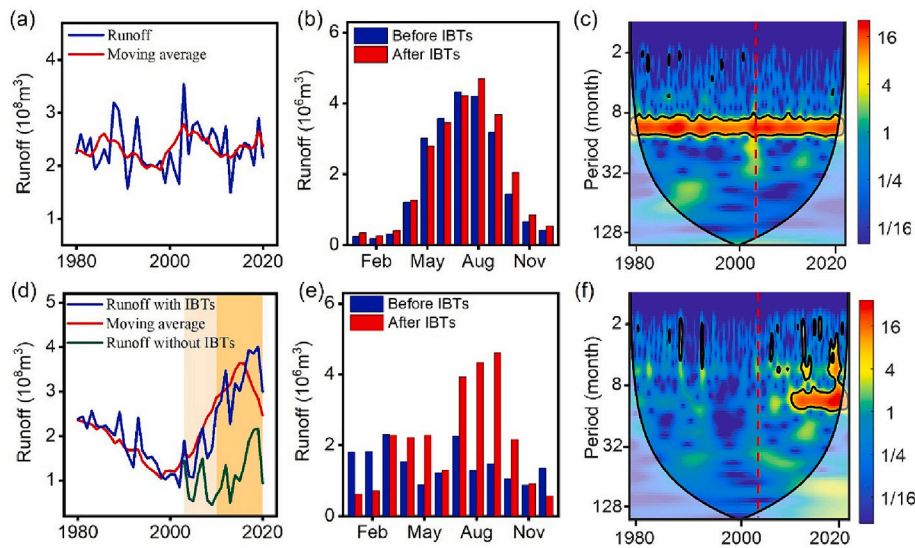 (a)
Runoff
Moving average
Runoff (10⁸m³)
4
3
2
1
1980
2000
2020
(b)
Before IBTs
After IBTs
Runoff (10⁶m³)
6
4
2
0
Feb
May
Aug
Nov
(c)
Period (month)
2
8
32
128
1980
2000
2020
16
4
1
1/4
1/16
(d)
Runoff with IBTs
Moving average
Runoff without IBTs
Runoff (10⁸m³)
5
4
3
2
1
1980
2000
2020
(e)
Before IBTs
After IBTs
Runoff (10⁶m³)
6
4
2
0
Feb
May
Aug
Nov
(f)
Period (month)
2
8
32
128
1980
2000
2020
16
4
1
1/4
1/16